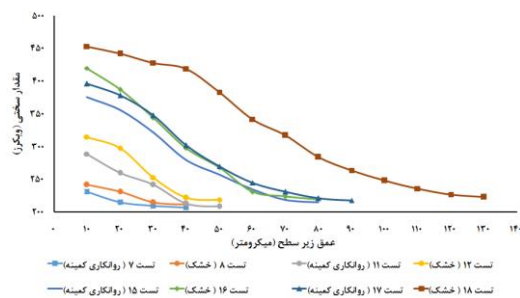 ۵۰۰
۴۵۰
۴۰۰
۳۵۰
۳۰۰
۲۵۰
۲۰۰
مقدار سختی (ویکرز)
۰ ۱۰ ۲۰ ۳۰ ۴۰ ۵۰ ۶۰ ۷۰ ۸۰ ۹۰ ۱۰۰ ۱۱۰ ۱۲۰ ۱۳۰ ۱۴۰
عمق زیر سطح (میکرومتر)
تست ۷ (روانکاری کمینه) تست ۸ (خشک) تست ۱۱ (روانکاری کمینه) تست ۱۲ (خشک)
تست ۱۵ (روانکاری کمینه) تست ۱۶ (خشک) تست ۱۷ (روانکاری کمینه) تست ۱۸ (خشک)